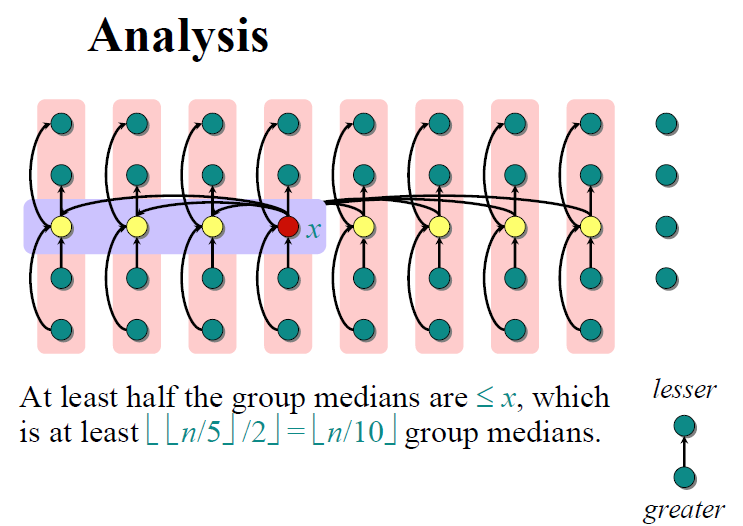 Analysis
x
At least half the group medians are ≤ x, which
is at least ⌊⌊n/5⌋/2⌋ = ⌊n/10⌋ group medians.
lesser
greater